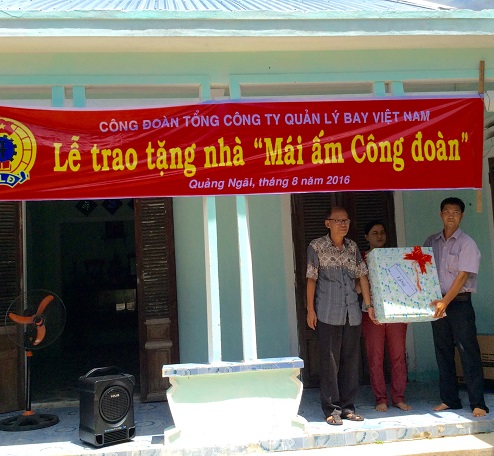 CÔNG ĐOÀN TỔNG CÔNG TY QUẢN LÝ BAY VIỆT NAM
Lễ trao tặng nhà "Mái ấm Công đoàn"
Quảng Ngãi, tháng 8 năm 2016